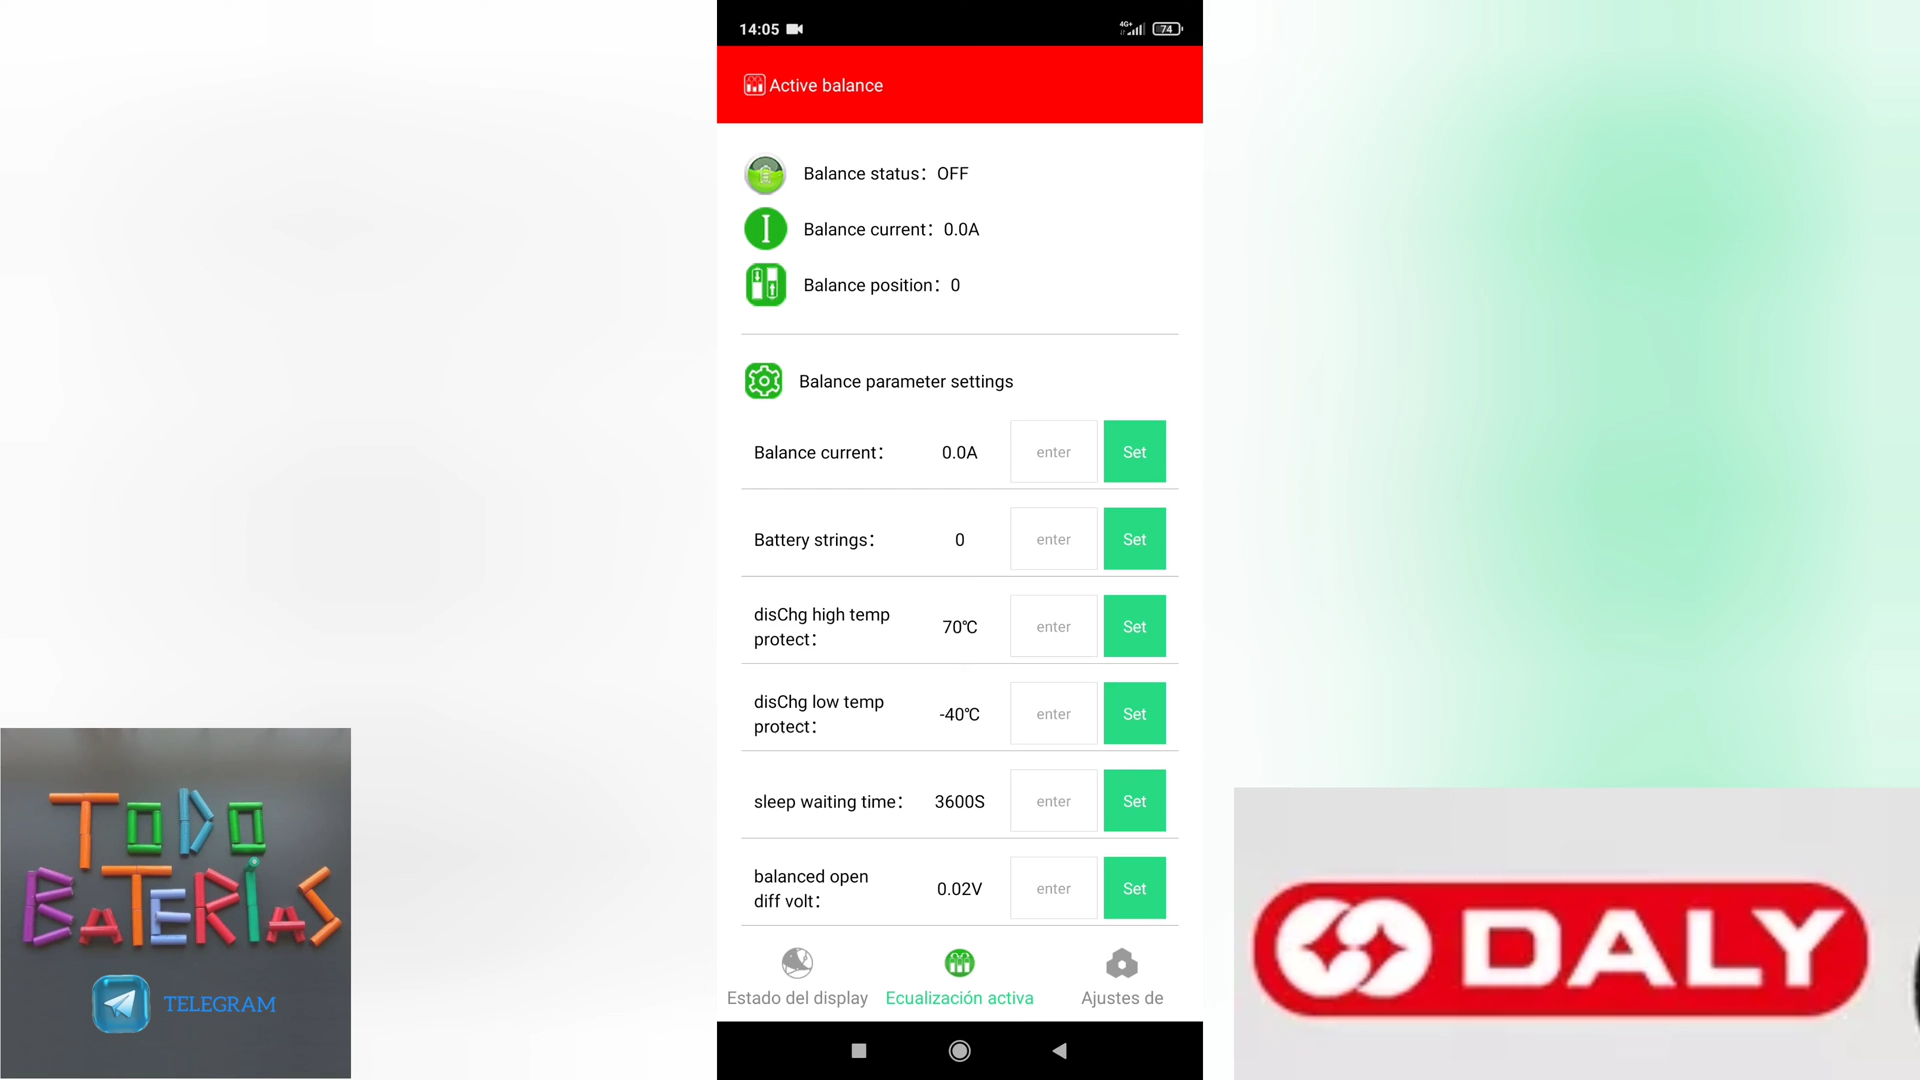 14:05
4G+
74
Active balance
Balance status: OFF
Balance current: 0.0A
Balance position: 0
Balance parameter settings
Balance current: 0.0A enter Set
Battery strings: 0 enter Set
disChg high temp
protect: 70℃ enter Set
disChg low temp
protect: -40℃ enter Set
sleep waiting time: 3600S enter Set
balanced open
diff volt: 0.02V enter Set
Estado del display
Ecualización activa
Ajustes de
TODO
BATERIAS
TELEGRAM
DALY